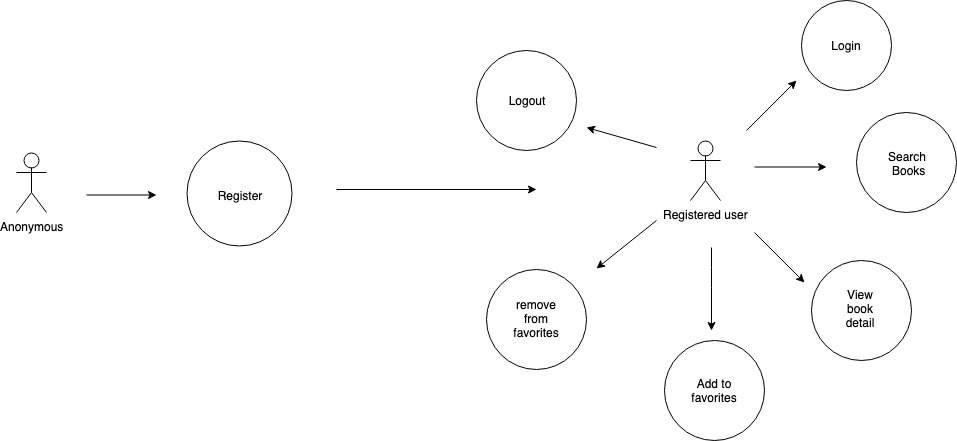 Login
Logout
Search
Books
Register
Registered user
Anonymous
remove
from
favorites
View
book
detail
Add to
favorites